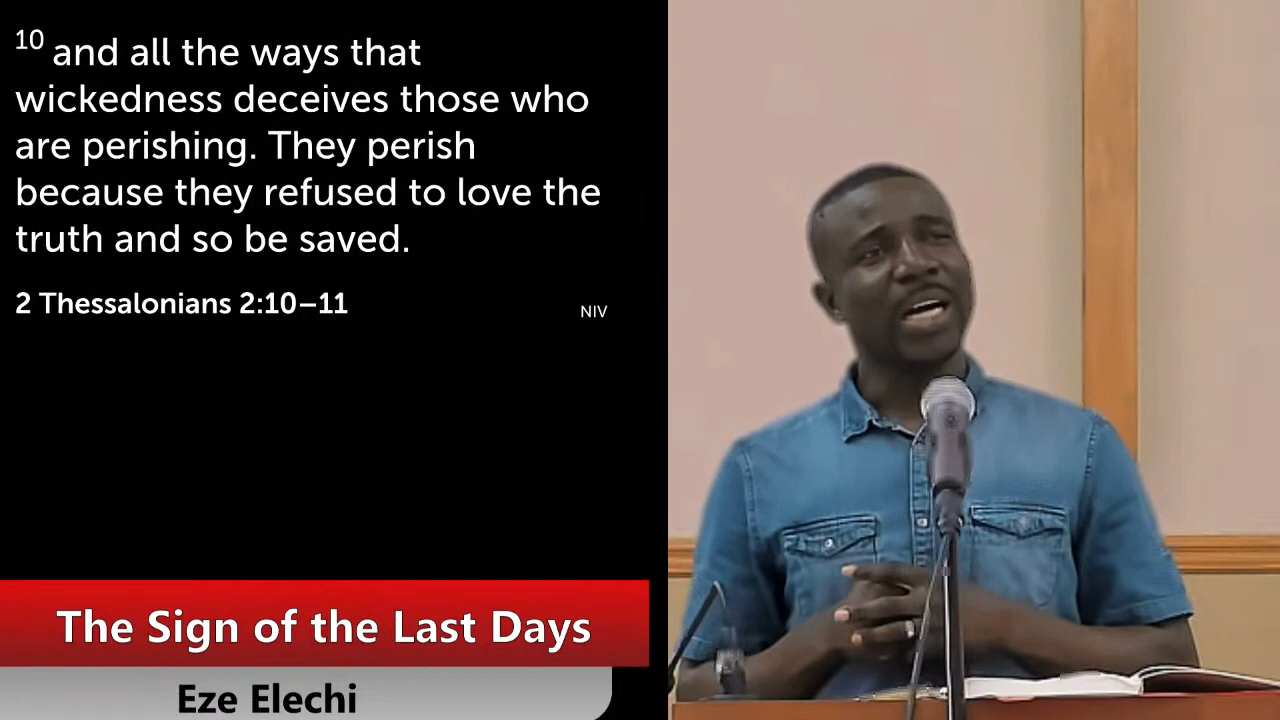 10 and all the ways that
wickedness deceives those who
are perishing. They perish
because they refused to love the
truth and so be saved.
2 Thessalonians 2:10–11
NIV
The Sign of the Last Days
Eze Elechi